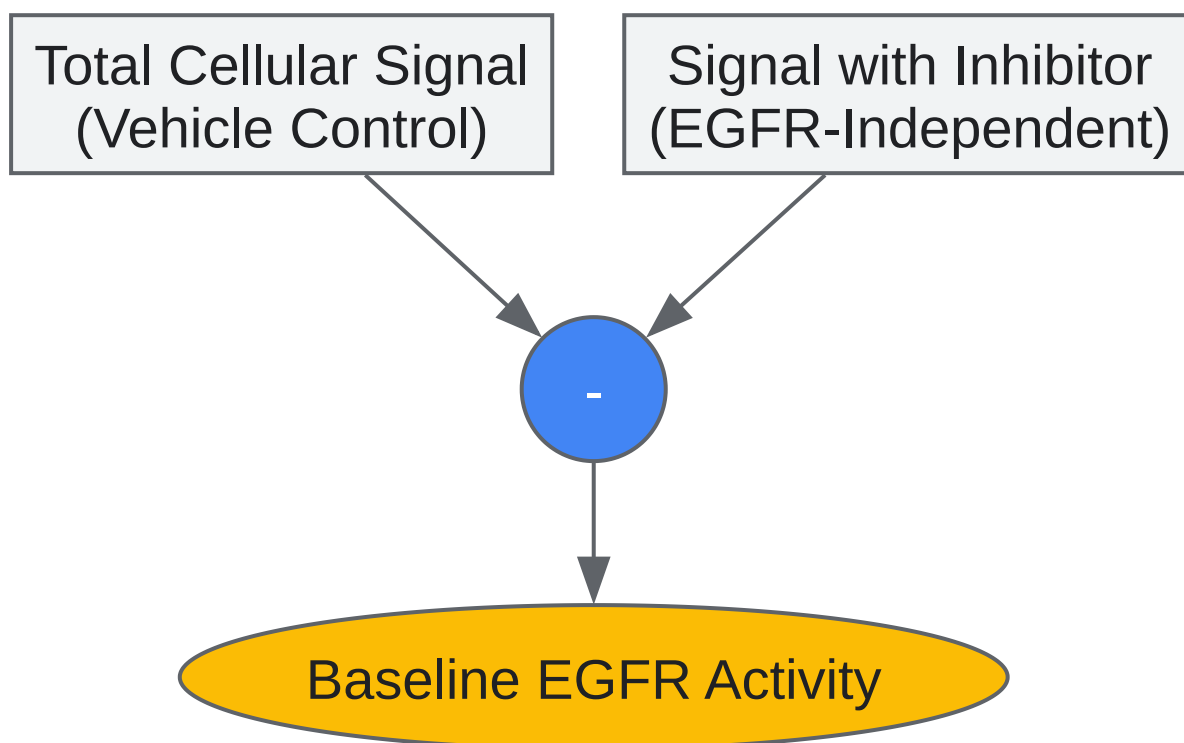 Total Cellular Signal
(Vehicle Control)
Signal with Inhibitor
(EGFR-Independent)
-
Baseline EGFR Activity